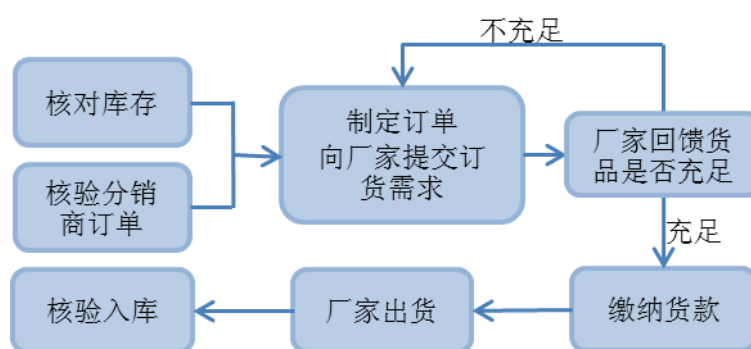 不充足
核对库存
制定订单
向厂家提交订
货需求
厂家回馈货
品是否充足
核验分销
商订单
充足
核验入库
厂家出货
缴纳货款